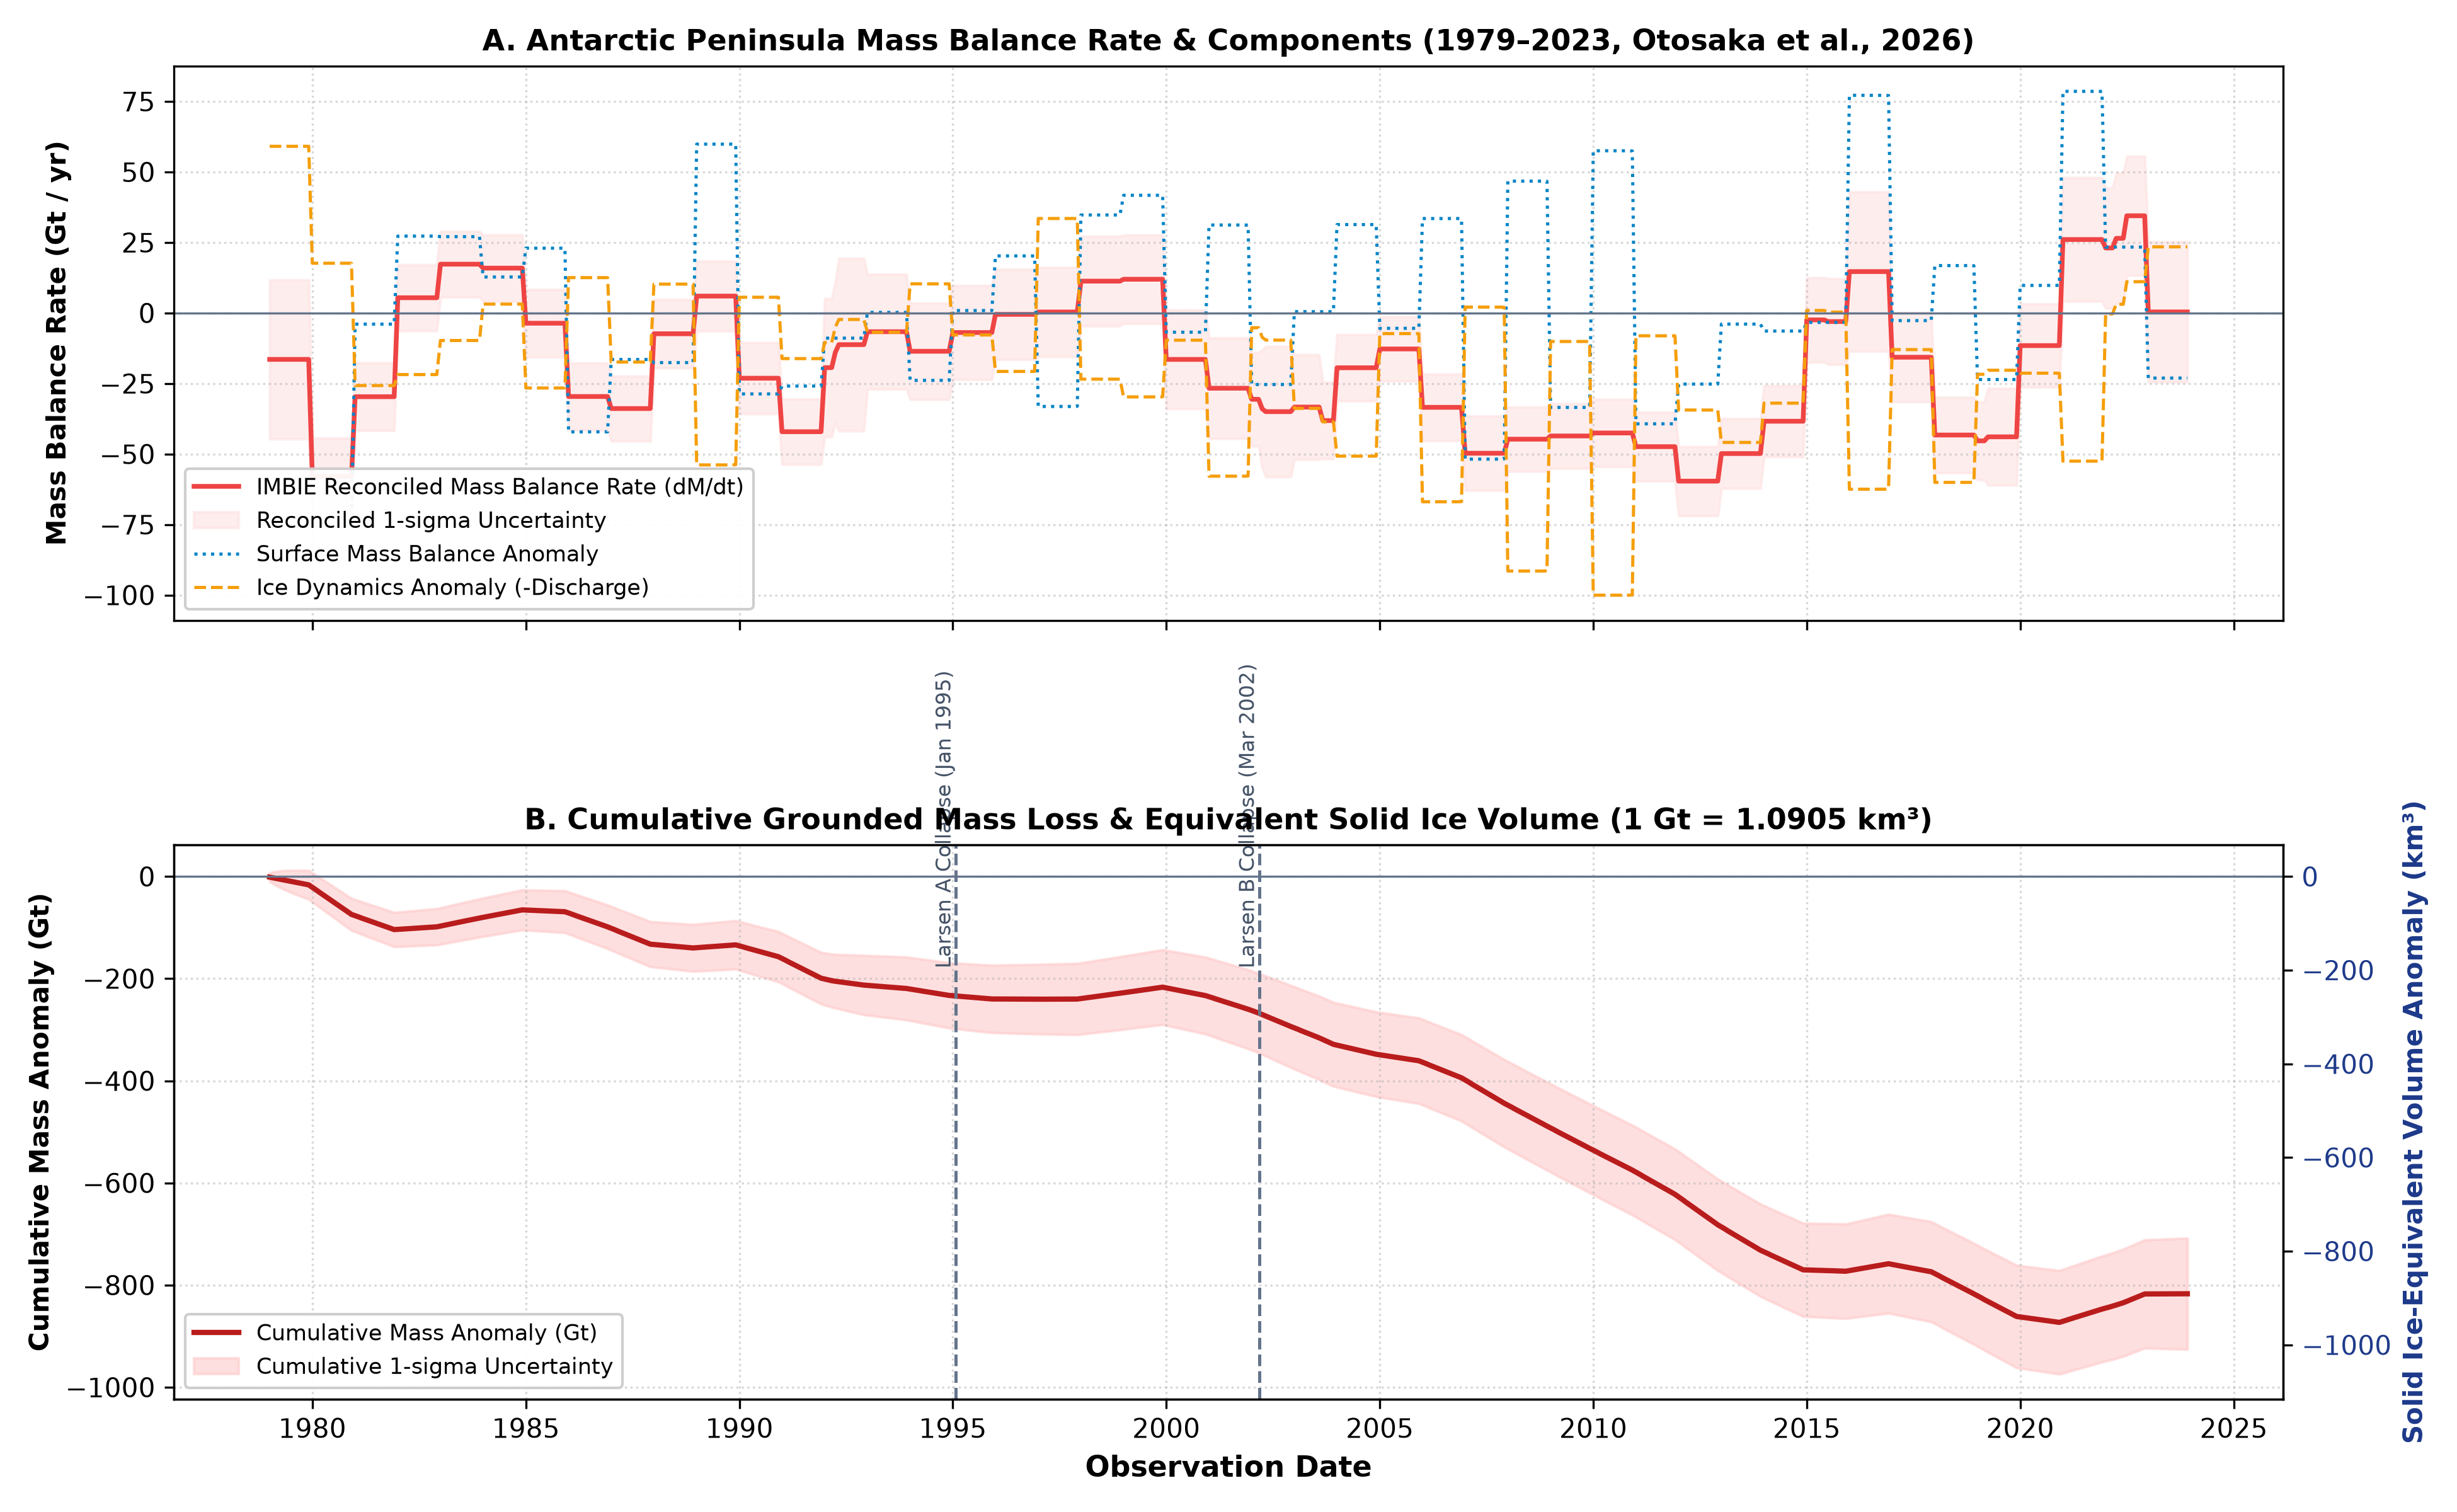 A. Antarctic Peninsula Mass Balance Rate & Components (1979–2023, Otosaka et al., 2026)
Mass Balance Rate (Gt / yr)
75
50
25
0
−25
−50
−75
−100
IMBIE Reconciled Mass Balance Rate (dM/dt)
Reconciled 1-sigma Uncertainty
Surface Mass Balance Anomaly
Ice Dynamics Anomaly (-Discharge)
Larsen A Collapse (Jan 1995)
Larsen B Collapse (Mar 2002)
B. Cumulative Grounded Mass Loss & Equivalent Solid Ice Volume (1 Gt = 1.0905 km³)
Cumulative Mass Anomaly (Gt)
0
−200
−400
−600
−800
−1000
Cumulative Mass Anomaly (Gt)
Cumulative 1-sigma Uncertainty
0
−200
−400
−600
−800
−1000
Solid Ice-Equivalent Volume Anomaly (km³)
1980
1985
1990
1995
2000
2005
2010
2015
2020
2025
Observation Date